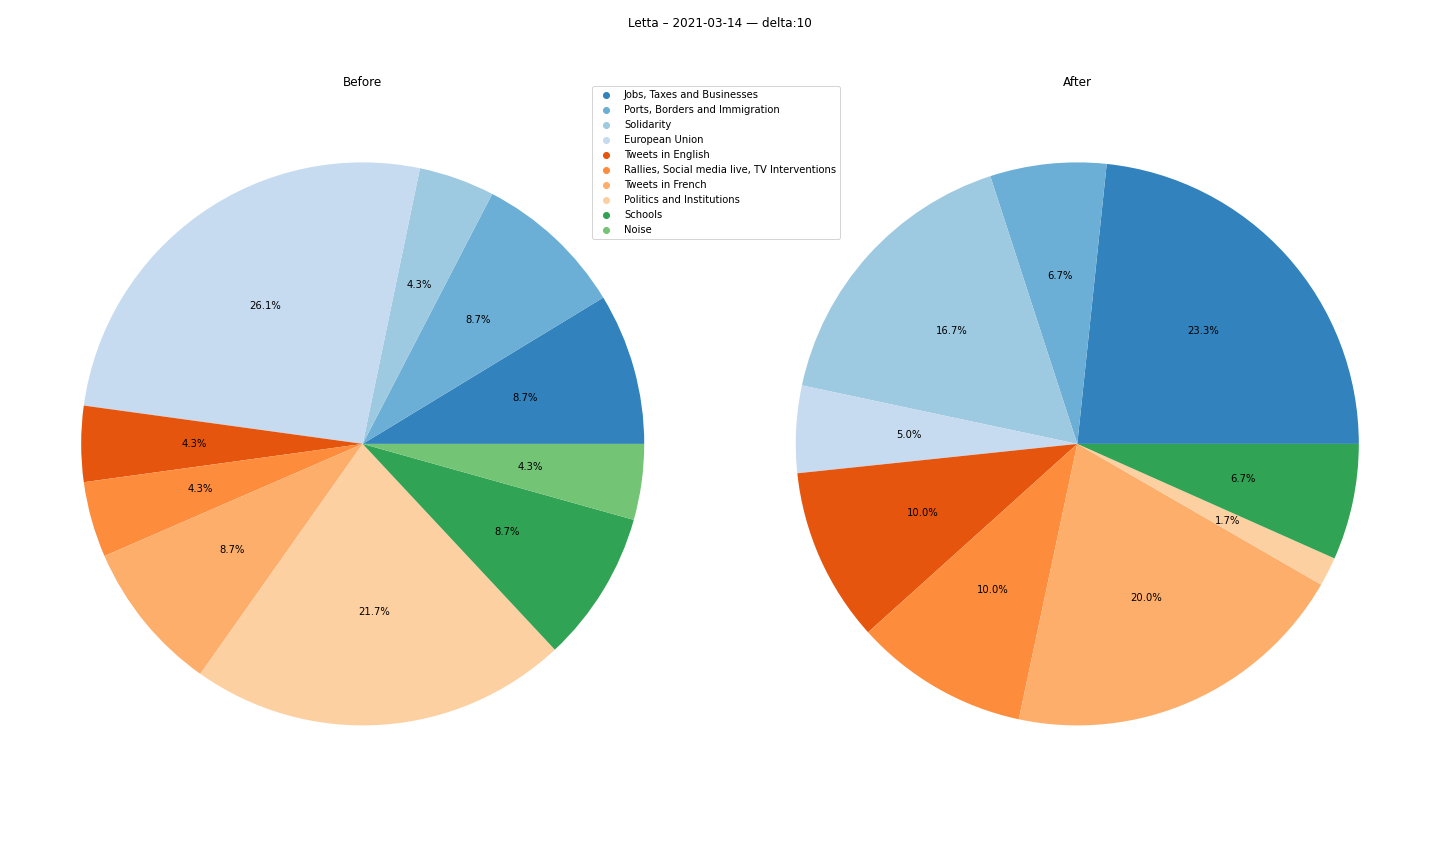 Letta – 2021-03-14 — delta:10
Before
After
Jobs, Taxes and Businesses
Ports, Borders and Immigration
Solidarity
European Union
Tweets in English
Rallies, Social media live, TV Interventions
Tweets in French
Politics and Institutions
Schools
Noise
8.7%
8.7%
4.3%
26.1%
4.3%
4.3%
8.7%
21.7%
8.7%
4.3%
23.3%
6.7%
16.7%
5.0%
10.0%
10.0%
20.0%
1.7%
6.7%